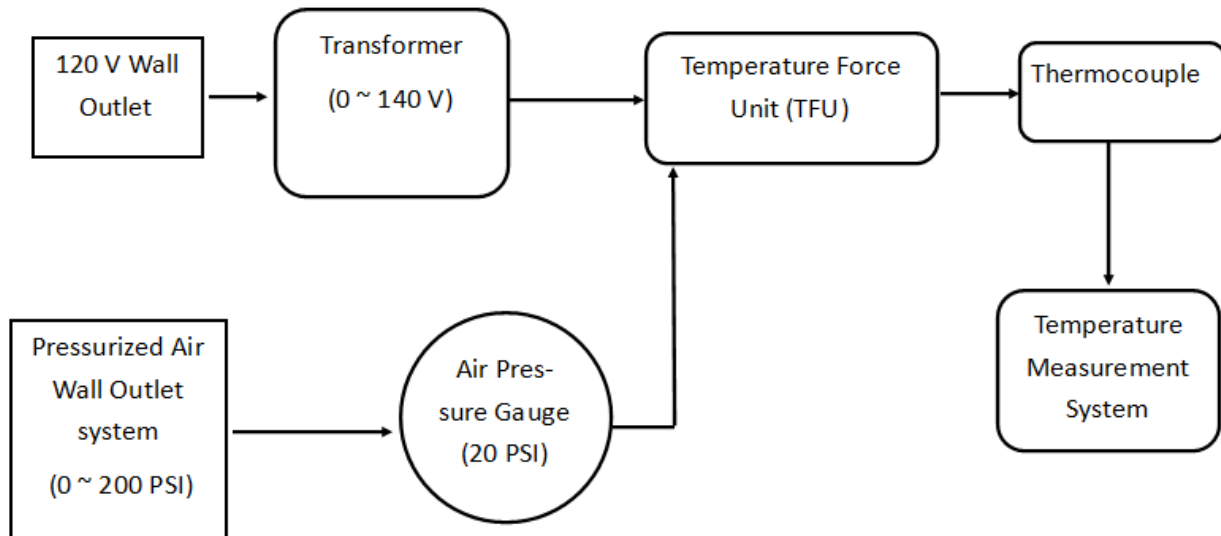 120 V Wall
Outlet
Transformer
(0 ~ 140 V)
Temperature Force
Unit (TFU)
Thermocouple
Pressurized Air
Wall Outlet
system
(0 ~ 200 PSI)
Air Pres-
sure Gauge
(20 PSI)
Temperature
Measurement
System